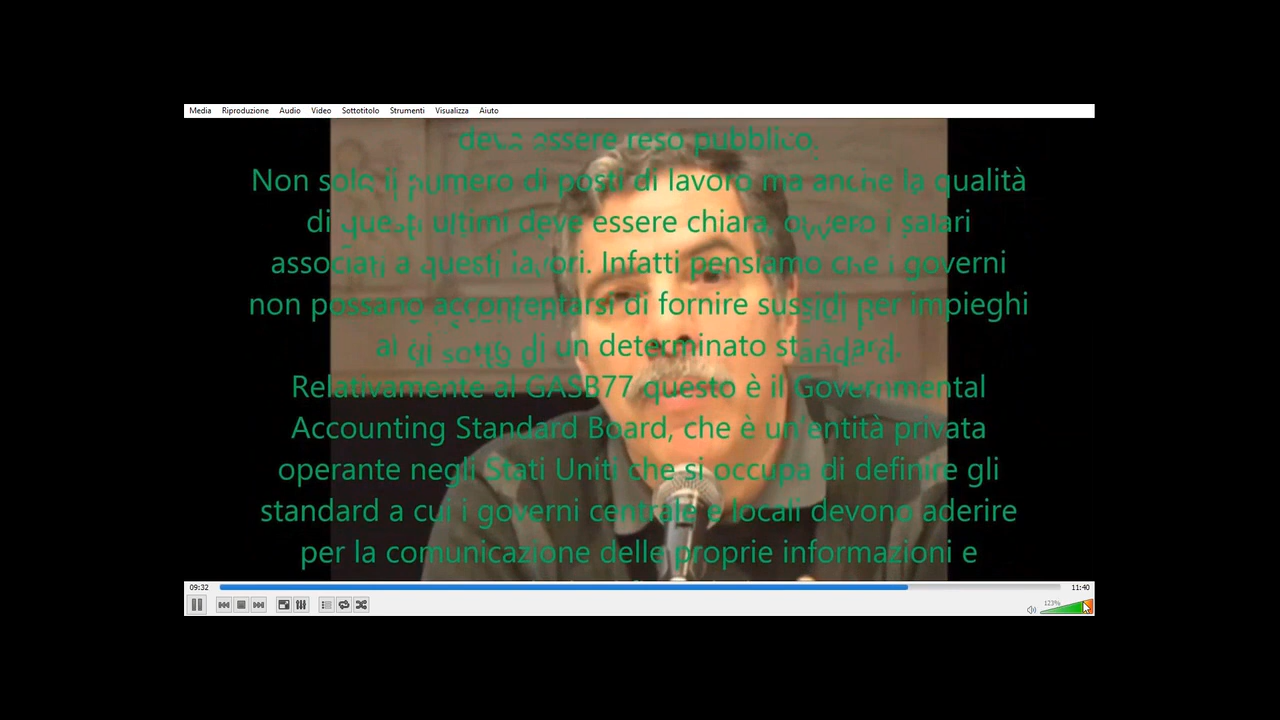 Media Riproduzione Audio Video Sottotitolo Strumenti Visualizza Aiuto
deve essere reso pubblico.
Non solo il numero di posti di lavoro ma anche la qualità
di questi ultimi deve essere chiara, ovvero i salari
associati a questi lavori. Infatti pensiamo che i governi
non possano accontentarsi di fornire sussidi per impieghi
al di sotto di un determinato standard.
Relativamente al GASB77 questo è il Governmental
Accounting Standard Board, che è un'entità privata
operante negli Stati Uniti che si occupa di definire gli
standard a cui i governi centrale e locali devono aderire
per la comunicazione delle proprie informazioni e
09:32 11:40
123%